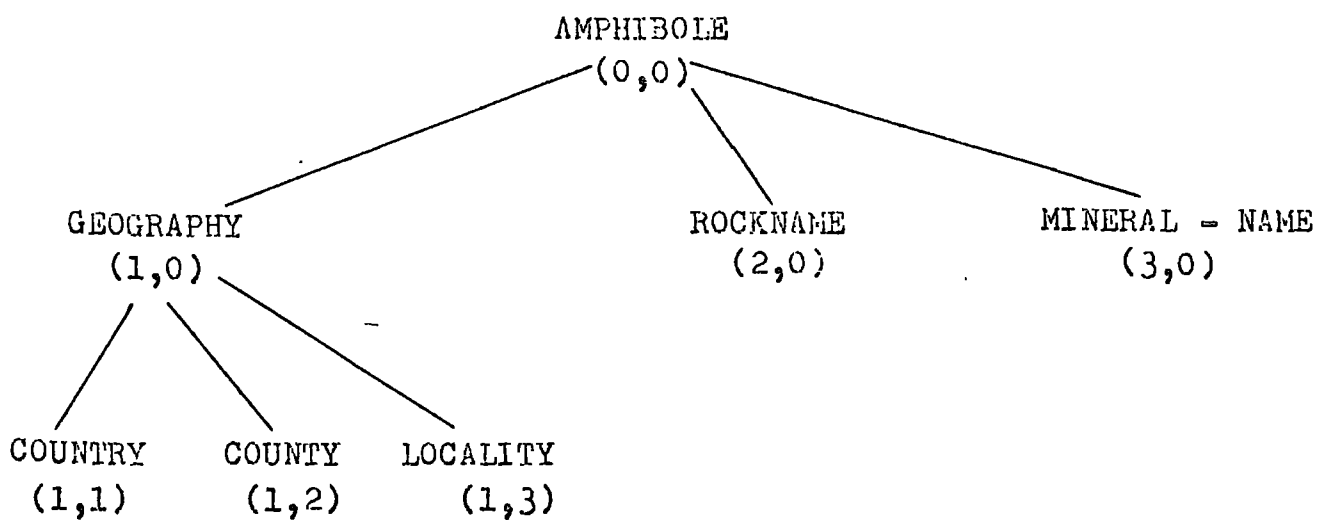 AMPHIBOLE
(0,0)
GEOGRAPHY ROCKNAME MINERAL - NAME
(1,0) (2,0) (3,0)
COUNTRY COUNTY LOCALITY
(1,1) (1,2) (1,3)